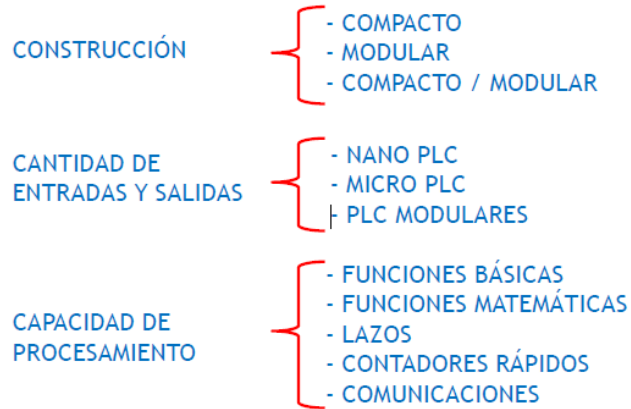 CONSTRUCCIÓN
- COMPACTO
- MODULAR
- COMPACTO / MODULAR
CANTIDAD DE
ENTRADAS Y SALIDAS
- NANO PLC
- MICRO PLC
- PLC MODULARES
CAPACIDAD DE
PROCESAMIENTO
- FUNCIONES BÁSICAS
- FUNCIONES MATEMÁTICAS
- LAZOS
- CONTADORES RÁPIDOS
- COMUNICACIONES